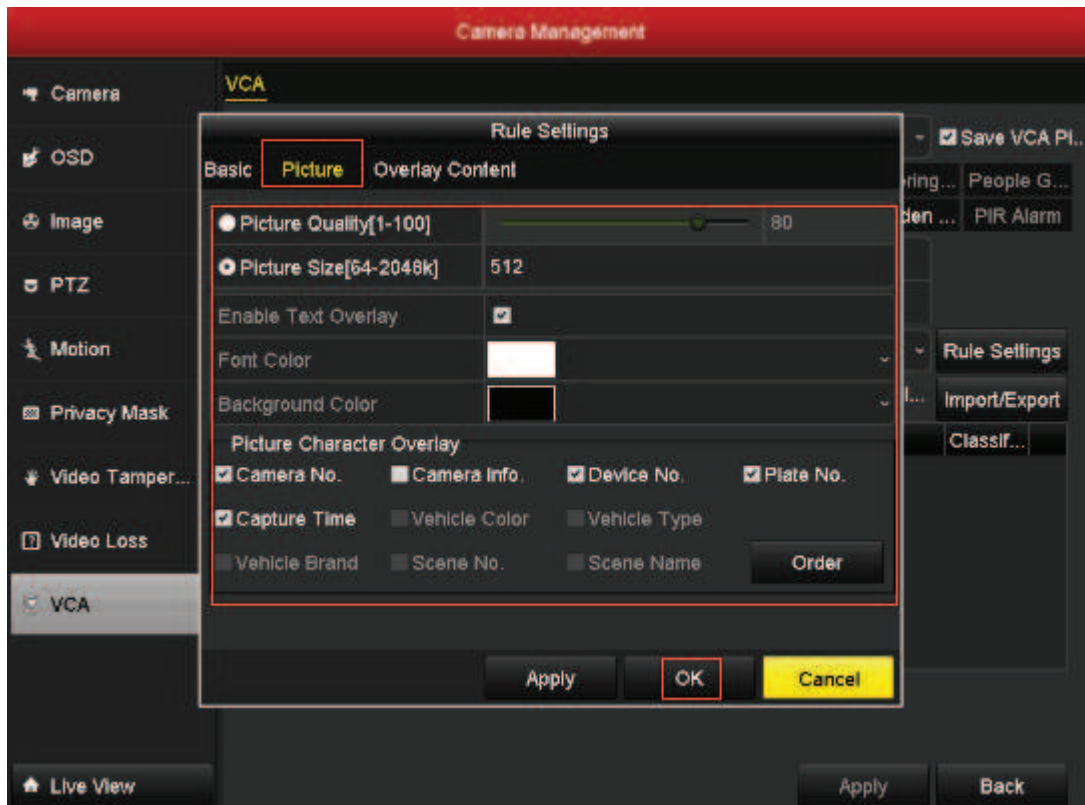 Camera Management
Camera
OSD
Image
PTZ
Motion
Privacy Mask
Video Tamper...
Video Loss
VCA
Live View
VCA
Save VCA Pl..
ring... People G...
den ... PIR Alarm
Rule Settings
l... Import/Export
Classif...
Rule Settings
Basic Picture Overlay Content
Picture Quality[1-100] 80
Picture Size[64-2048k] 512
Enable Text Overlay
Font Color
Background Color
Picture Character Overlay
Camera No. Camera Info. Device No. Plate No.
Capture Time Vehicle Color Vehicle Type
Vehicle Brand Scene No. Scene Name Order
Apply OK Cancel
Apply Back